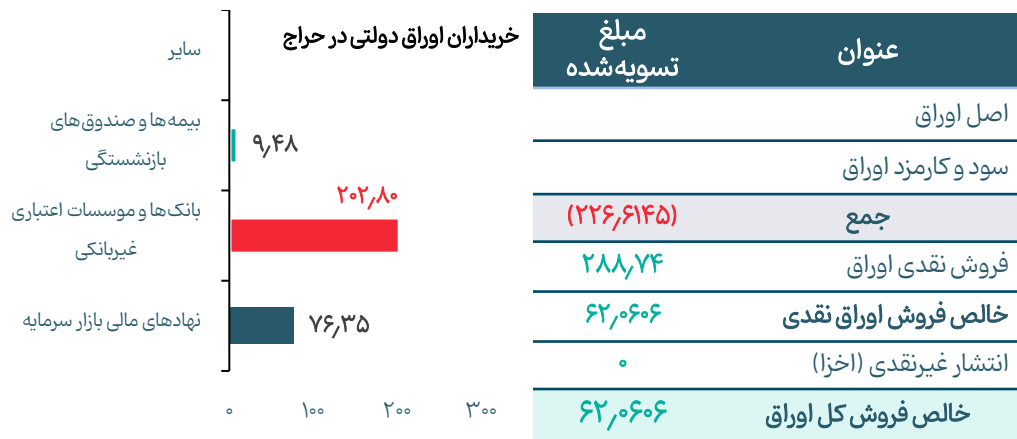 خریداران اوراق دولتی در حراج
سایر
بیمه‌ها و صندوق‌های
بازنشستگی
۹٫۴۸
بانک‌ها و موسسات اعتباری
غیربانکی
۲۰۲٫۸۰
نهادهای مالی بازار سرمایه
۷۶٫۳۵
۰ ۱۰۰ ۲۰۰ ۳۰۰
عنوان
مبلغ
تسویه‌شده
اصل اوراق
سود و کارمزد اوراق
جمع (۲۲۶٫۶۱۴۵)
فروش نقدی اوراق ۲۸۸٫۷۴
خالص فروش اوراق نقدی ۶۲٫۰۶۰۶
انتشار غیرنقدی (اخزا) ۰
خالص فروش کل اوراق ۶۲٫۰۶۰۶